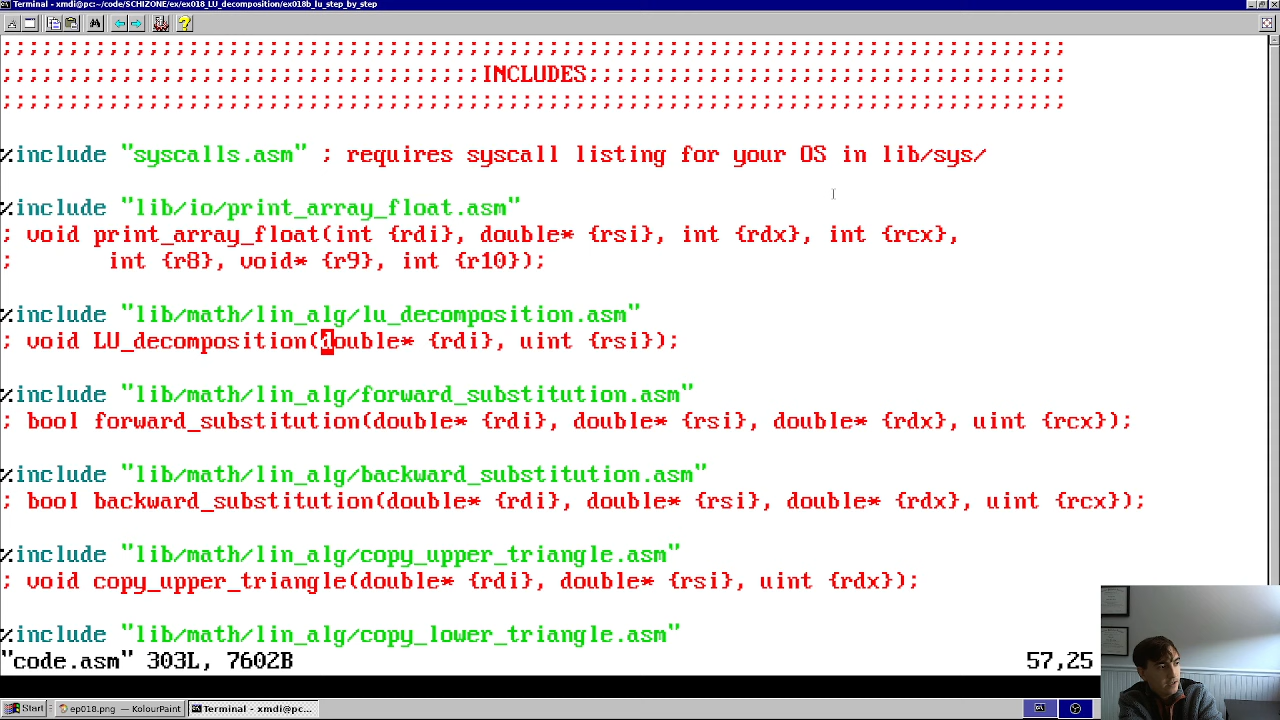 Terminal - xmdi@pc:~/code/SCHIZONE/ex/ex018_LU_decomposition/ex018b_lu_step_by_step
;;;;;;;;;;;;;;;;;;;;;;;;;;;;;;;;;;;;;;;;;;;;;;;;;;;;;;;;;;;;;;;;;;;;;;;;;;;;;;;
;;;;;;;;;;;;;;;;;;;;;;;;;;;;;;;;;;;INCLUDES;;;;;;;;;;;;;;;;;;;;;;;;;;;;;;;;;;;;
;;;;;;;;;;;;;;;;;;;;;;;;;;;;;;;;;;;;;;;;;;;;;;;;;;;;;;;;;;;;;;;;;;;;;;;;;;;;;;;
%include "syscalls.asm" ; requires syscall listing for your OS in lib/sys/
%include "lib/io/print_array_float.asm"
; void print_array_float(int {rdi}, double* {rsi}, int {rdx}, int {rcx},
; int {r8}, void* {r9}, int {r10});
%include "lib/math/lin_alg/lu_decomposition.asm"
; void LU_decomposition(double* {rdi}, uint {rsi});
%include "lib/math/lin_alg/forward_substitution.asm"
; bool forward_substitution(double* {rdi}, double* {rsi}, double* {rdx}, uint {rcx});
%include "lib/math/lin_alg/backward_substitution.asm"
; bool backward_substitution(double* {rdi}, double* {rsi}, double* {rdx}, uint {rcx});
%include "lib/math/lin_alg/copy_upper_triangle.asm"
; void copy_upper_triangle(double* {rdi}, double* {rsi}, uint {rdx});
%include "lib/math/lin_alg/copy_lower_triangle.asm"
"code.asm" 303L, 7602B 57,25
Start ep018.png — KolourPaint Terminal - xmdi@pc...